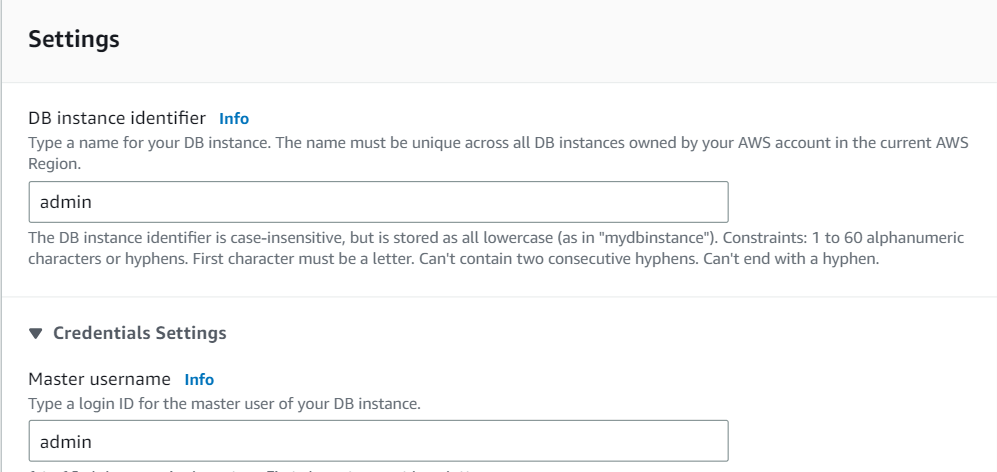 Settings
DB instance identifier Info
Type a name for your DB instance. The name must be unique across all DB instances owned by your AWS account in the current AWS
Region.
admin
The DB instance identifier is case-insensitive, but is stored as all lowercase (as in "mydbinstance"). Constraints: 1 to 60 alphanumeric
characters or hyphens. First character must be a letter. Can't contain two consecutive hyphens. Can't end with a hyphen.
Credentials Settings
Master username Info
Type a login ID for the master user of your DB instance.
admin